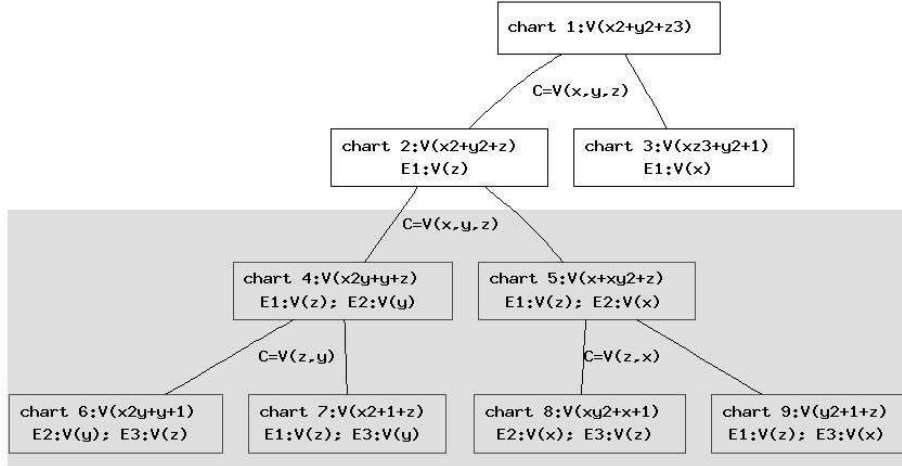 chart 1:V(x2+y2+z3)
C=V(x,y,z)
chart 2:V(x2+y2+z)
E1:V(z)
chart 3:V(xz3+y2+1)
E1:V(x)
C=V(x,y,z)
chart 4:V(x2y+y+z)
E1:V(z); E2:V(y)
chart 5:V(x+xy2+z)
E1:V(z); E2:V(x)
C=V(z,y)
C=V(z,x)
chart 6:V(x2y+y+1)
E2:V(y); E3:V(z)
chart 7:V(x2+1+z)
E1:V(z); E3:V(y)
chart 8:V(xy2+x+1)
E2:V(x); E3:V(z)
chart 9:V(y2+1+z)
E1:V(z); E3:V(x)